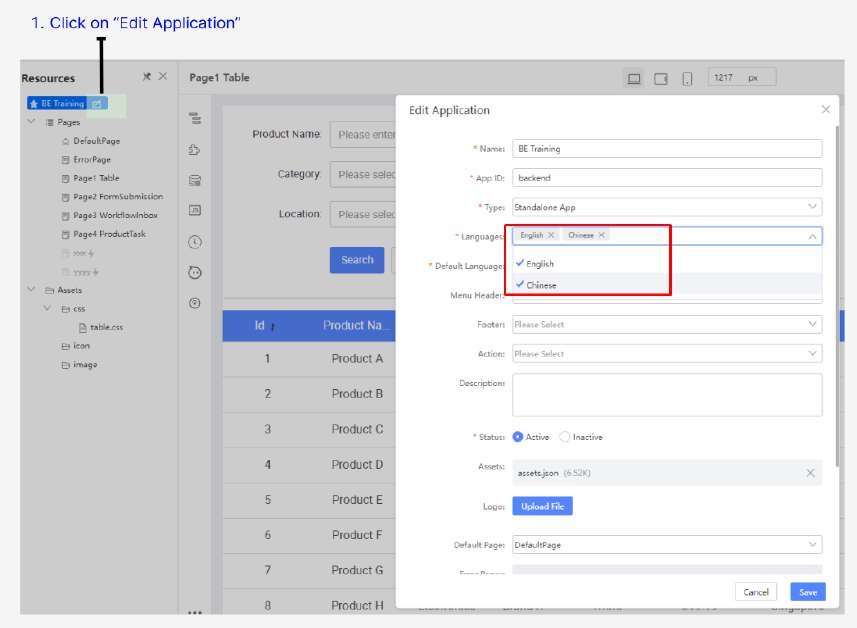 1. Click on “Edit Application”
Resources
BE Training
Pages
DefaultPage
ErrorPage
Page1 Table
Page2 FormSubmission
Page3 WorkflowInbox
Page4 ProductTask
Assets
css
table.css
icon
image
Page1 Table
1217 px
Product Name:
Please enter
Category:
Please selec
Location:
Please selec
Search
Id
Product Na...
1 Product A
2 Product B
3 Product C
4 Product D
5 Product E
6 Product F
7 Product G
8 Product H
Edit Application
* Name: BE Training
* App ID: backend
* Type: Standalone App
* Languages: English Chinese
English
Chinese
* Default Language:
Menu Header:
Footer: Please Select
Action: Please Select
Description:
* Status: Active Inactive
Assets: assets.json (6.52K)
Logo: Upload File
Default Page: DefaultPage
Cancel Save